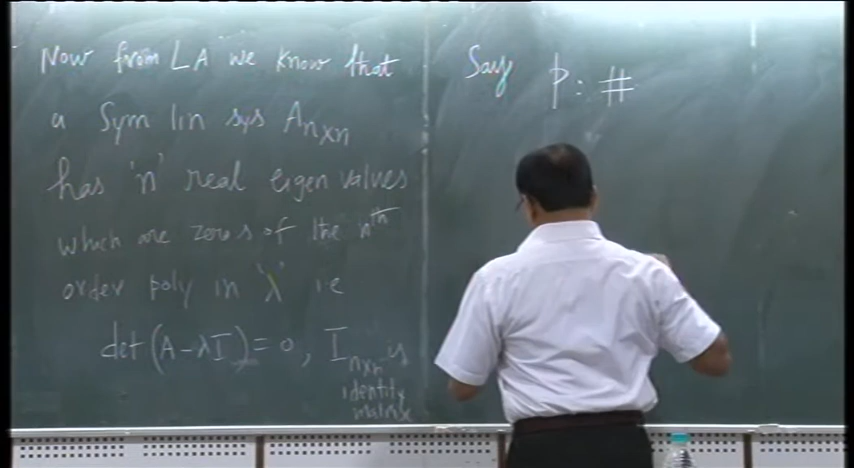 Now from LA we know that
a Sym lin sys Anxn
has 'n' real eigen values
which are zeros of the nth
order poly in 'λ' ie
det(A-λI)=0, Inxn is
identity
matrix
Say p: #